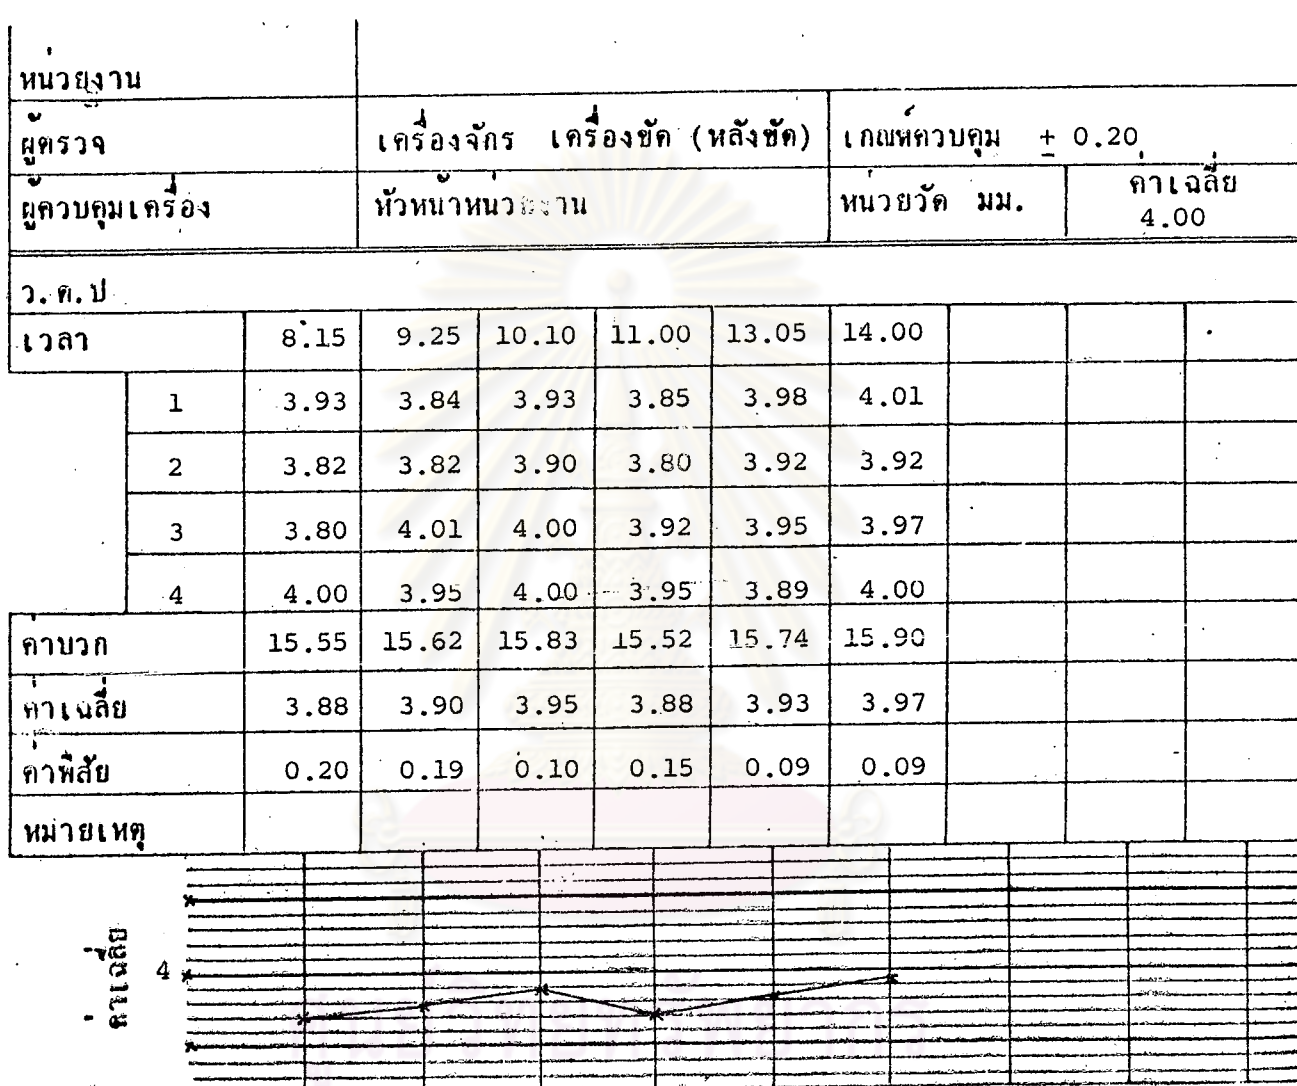 หน่วยงาน
ผู้ตรวจ เครื่องจักร เครื่องขัด (หลังขัด) เกณฑ์ควบคุม ± 0.20
ผู้ควบคุมเครื่อง หัวหน้าหน่วยงาน หน่วยวัด มม. ค่าเฉลี่ย
4.00
ว.ด.ป
เวลา 8.15 9.25 10.10 11.00 13.05 14.00
1 3.93 3.84 3.93 3.85 3.98 4.01
2 3.82 3.82 3.90 3.80 3.92 3.92
3 3.80 4.01 4.00 3.92 3.95 3.97
4 4.00 3.95 4.00 3.95 3.89 4.00
ค่าบวก 15.55 15.62 15.83 15.52 15.74 15.90
ค่าเฉลี่ย 3.88 3.90 3.95 3.88 3.93 3.97
ค่าพิสัย 0.20 0.19 0.10 0.15 0.09 0.09
หมายเหตุ
ค่าเฉลี่ย 4